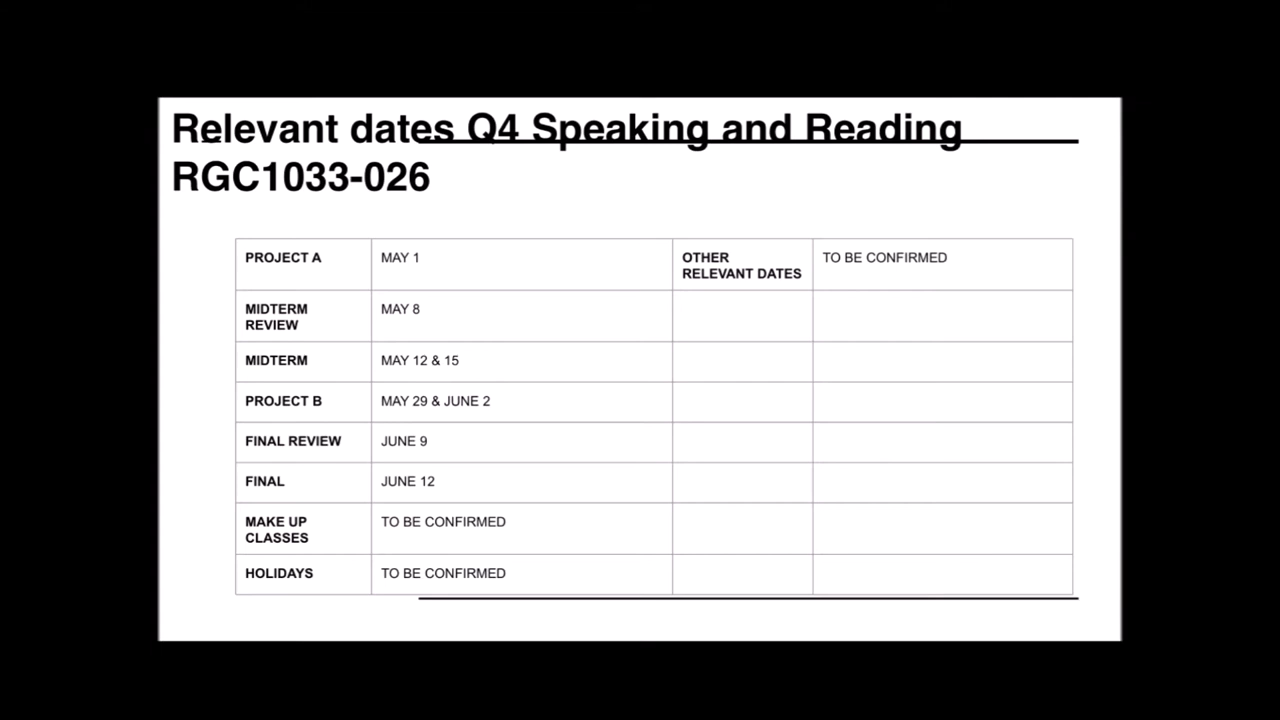 Relevant dates Q4 Speaking and Reading
RGC1033-026
PROJECT A MAY 1 OTHER TO BE CONFIRMED
RELEVANT DATES
MIDTERM MAY 8
REVIEW
MIDTERM MAY 12 & 15
PROJECT B MAY 29 & JUNE 2
FINAL REVIEW JUNE 9
FINAL JUNE 12
MAKE UP TO BE CONFIRMED
CLASSES
HOLIDAYS TO BE CONFIRMED